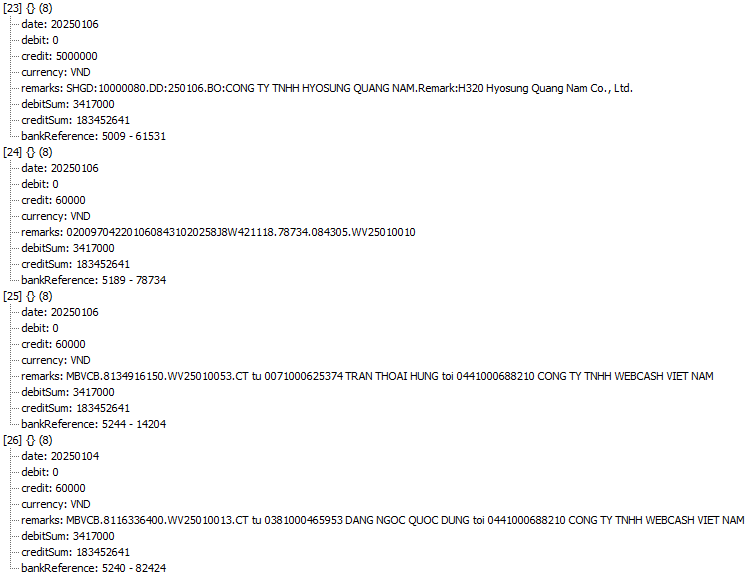 [23] {} (8)
date: 20250106
debit: 0
credit: 5000000
currency: VND
remarks: SHGD:10000080.DD:250106.BO:CONG TY TNHH HYOSUNG QUANG NAM.Remark:H320 Hyosung Quang Nam Co., Ltd.
debitSum: 3417000
creditSum: 183452641
bankReference: 5009 - 61531
[24] {} (8)
date: 20250106
debit: 0
credit: 60000
currency: VND
remarks: 0200970422010608431020258J8W421118.78734.084305.WV25010010
debitSum: 3417000
creditSum: 183452641
bankReference: 5189 - 78734
[25] {} (8)
date: 20250106
debit: 0
credit: 60000
currency: VND
remarks: MBVCB.8134916150.WV25010053.CT tu 0071000625374 TRAN THOAI HUNG toi 0441000688210 CONG TY TNHH WEBCASH VIET NAM
debitSum: 3417000
creditSum: 183452641
bankReference: 5244 - 14204
[26] {} (8)
date: 20250104
debit: 0
credit: 60000
currency: VND
remarks: MBVCB.8116336400.WV25010013.CT tu 0381000465953 DANG NGOC QUOC DUNG toi 0441000688210 CONG TY TNHH WEBCASH VIET NAM
debitSum: 3417000
creditSum: 183452641
bankReference: 5240 - 82424